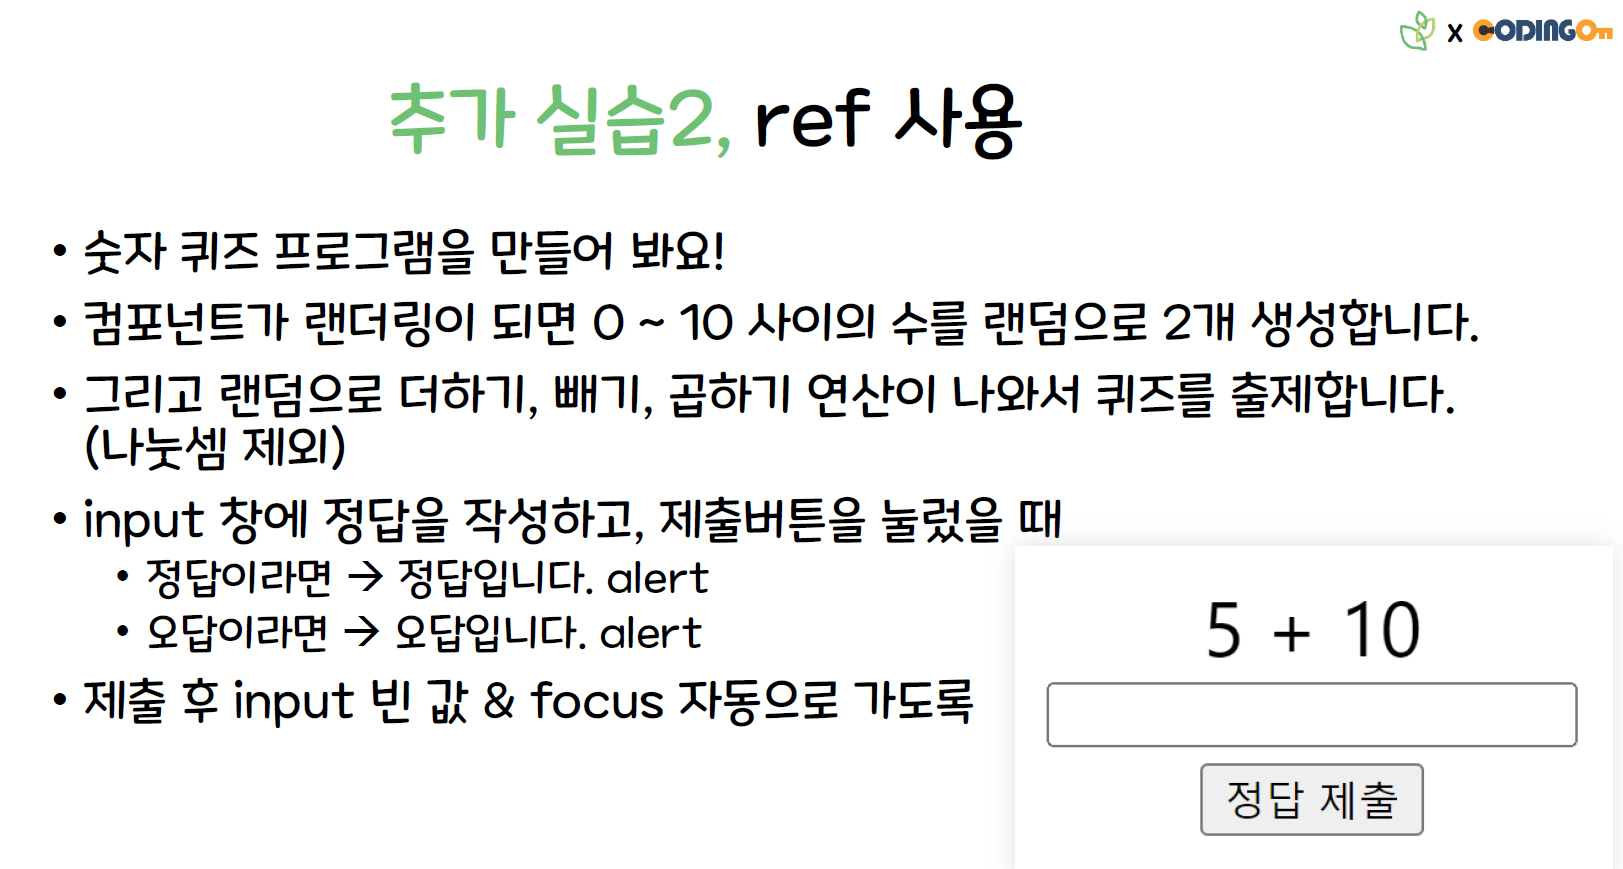 X CODINGOn
추가 실습2, ref 사용
• 숫자 퀴즈 프로그램을 만들어 봐요!
• 컴포넌트가 랜더링이 되면 0 ~ 10 사이의 수를 랜덤으로 2개 생성합니다.
• 그리고 랜덤으로 더하기, 빼기, 곱하기 연산이 나와서 퀴즈를 출제합니다.
(나눗셈 제외)
• input 창에 정답을 작성하고, 제출버튼을 눌렀을 때
• 정답이라면 → 정답입니다. alert
• 오답이라면 → 오답입니다. alert
• 제출 후 input 빈 값 & focus 자동으로 가도록
5 + 10
정답 제출